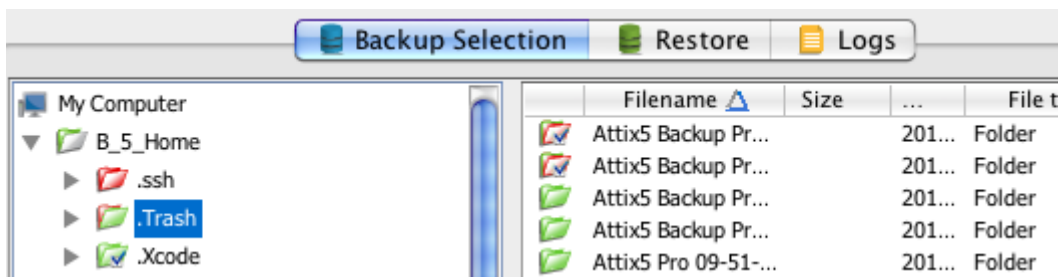 Backup Selection Restore Logs
My Computer
B_5_Home
.ssh
.Trash
.Xcode
Filename Size ... File t
Attix5 Backup Pr... 201... Folder
Attix5 Backup Pr... 201... Folder
Attix5 Backup Pr... 201... Folder
Attix5 Backup Pr... 201... Folder
Attix5 Pro 09-51-... 201... Folder